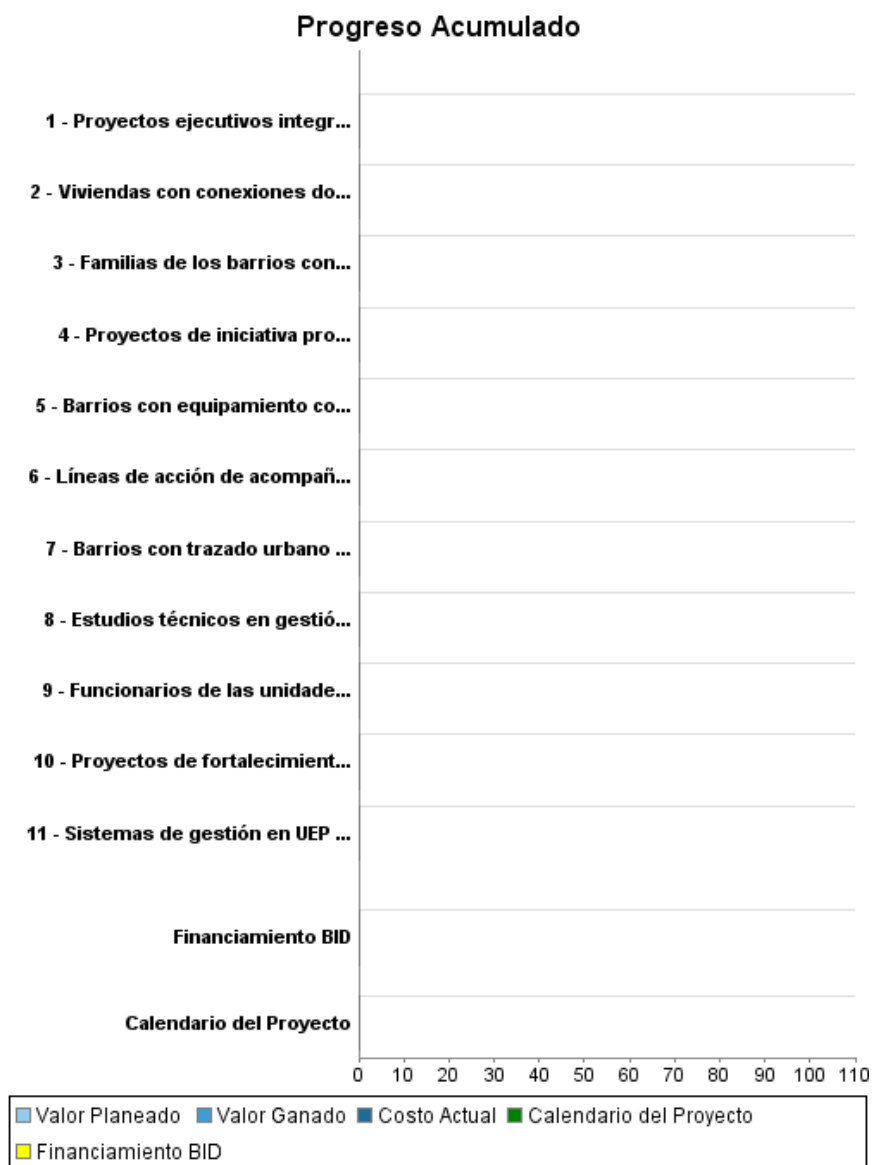 Progreso Acumulado
1 - Proyectos ejecutivos integr...
2 - Viviendas con conexiones do...
3 - Familias de los barrios con...
4 - Proyectos de iniciativa pro...
5 - Barrios con equipamiento co...
6 - Líneas de acción de acompañ...
7 - Barrios con trazado urbano ...
8 - Estudios técnicos en gestió...
9 - Funcionarios de las unidade...
10 - Proyectos de fortalecimient...
11 - Sistemas de gestión en UEP ...
Financiamiento BID
Calendario del Proyecto
0 10 20 30 40 50 60 70 80 90 100 110
Valor Planeado Valor Ganado Costo Actual Calendario del Proyecto
Financiamiento BID